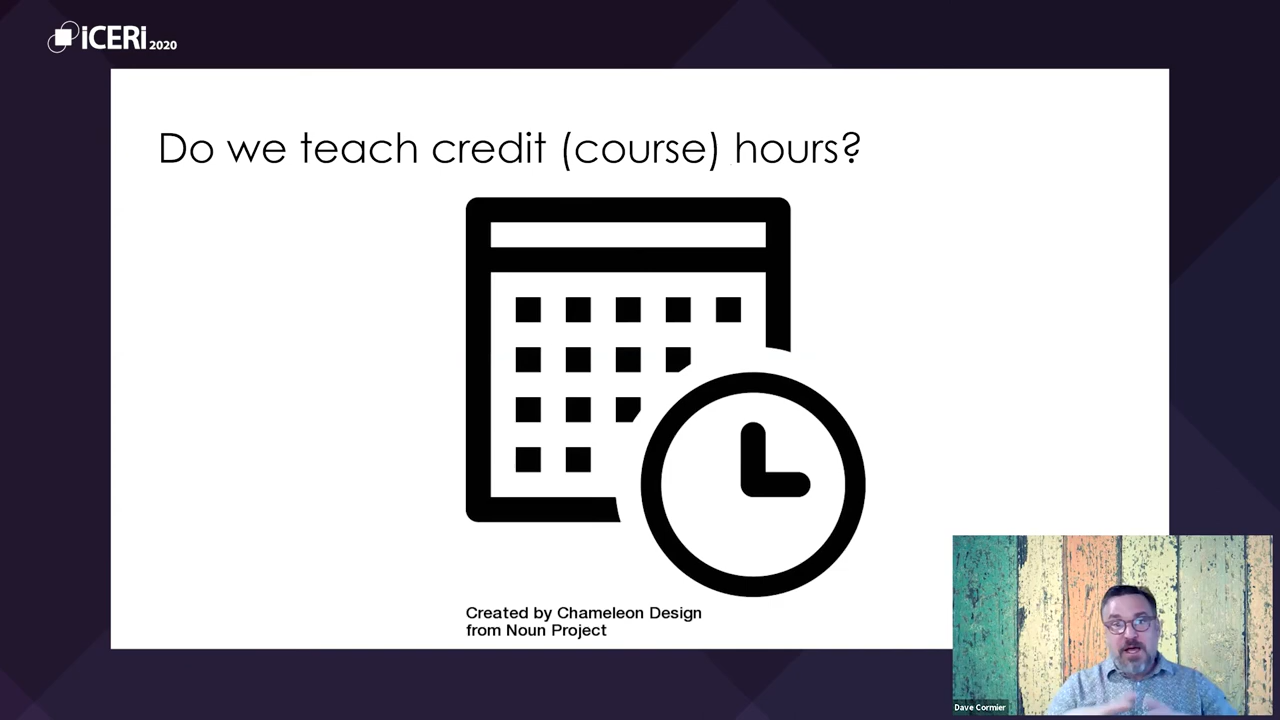 iCERi 2020
Do we teach credit (course) hours?
Created by Chameleon Design
from Noun Project
Dave Cormier